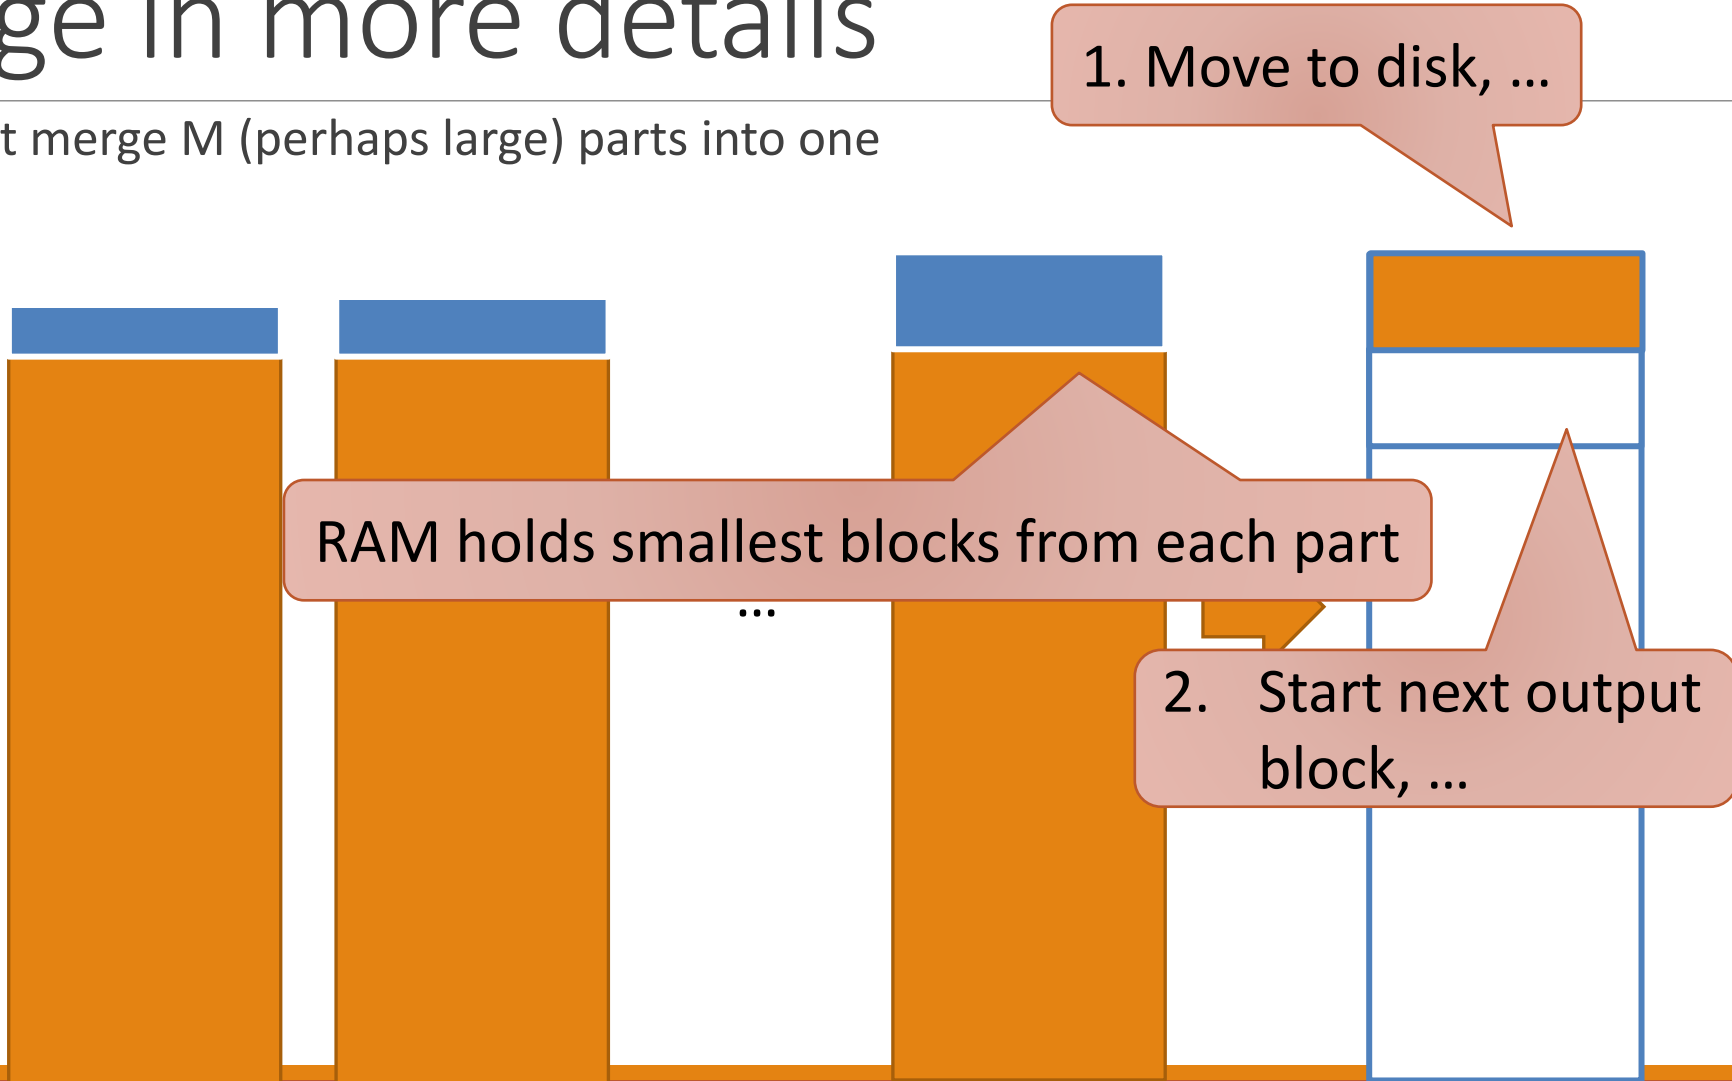 ge in more details
1. Move to disk, …
t merge M (perhaps large) parts into one
RAM holds smallest blocks from each part
…
2. Start next output
block, …